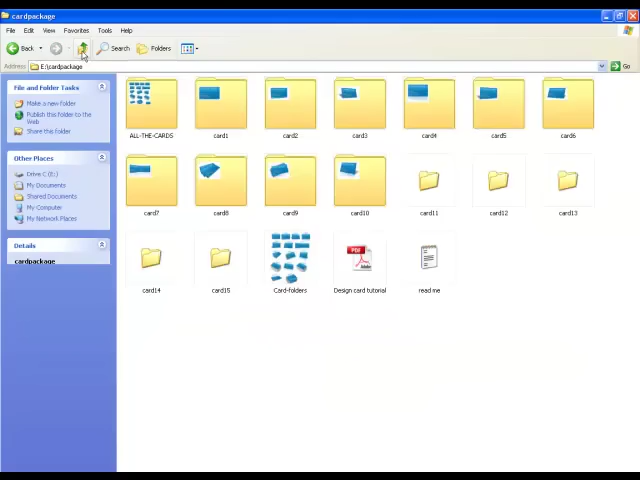 cardpackage
File Edit View Favorites Tools Help
Back Search Folders
Address E:\cardpackage Go
File and Folder Tasks
Make a new folder
Publish this folder to the
Web
Share this folder
Other Places
Drive C (E:)
My Documents
Shared Documents
My Computer
My Network Places
Details
cardpackage
ALL-THE-CARDS card1 card2 card3 card4 card5 card6
card7 card8 card9 card10 card11 card12 card13
card14 card15 Card-folders Design card tutorial read me